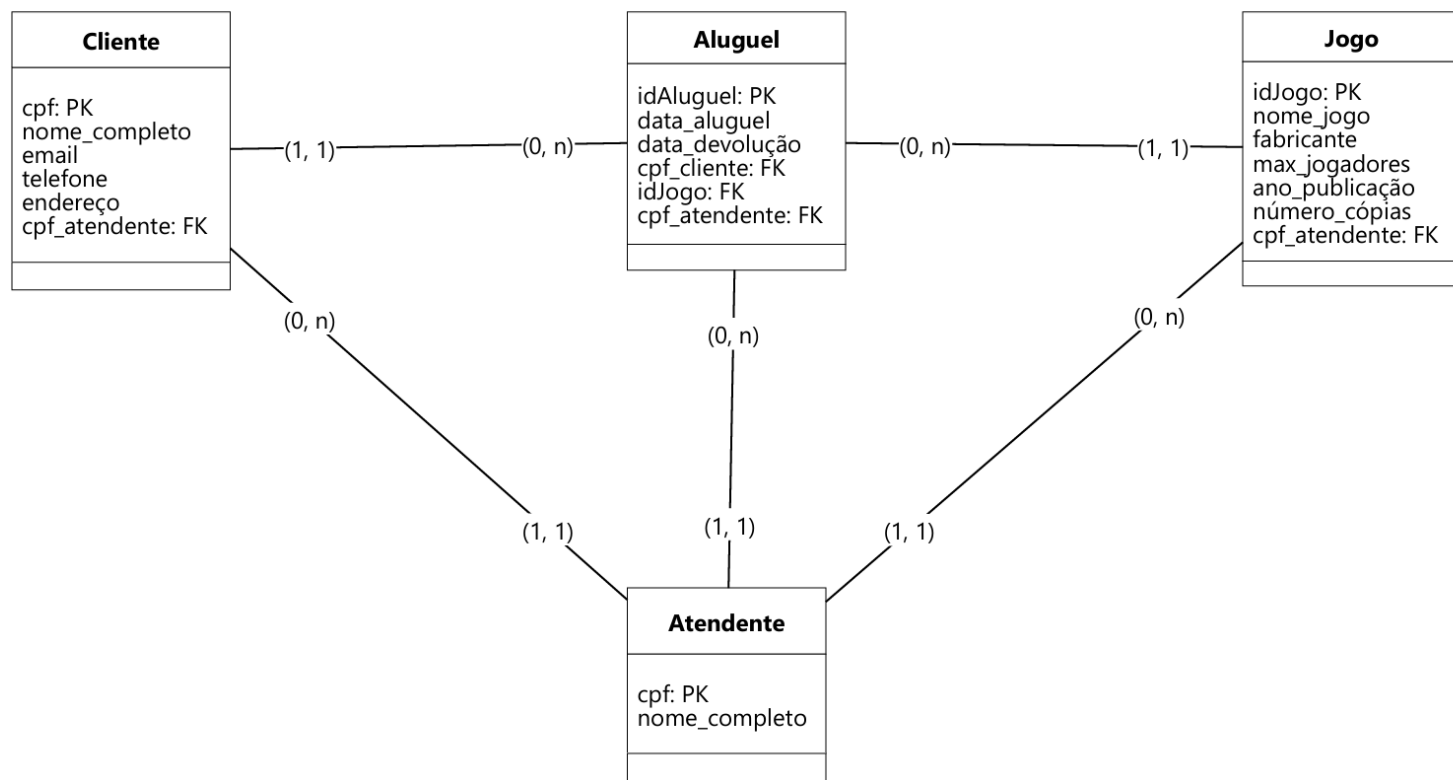 Cliente
cpf: PK
nome_completo
email
telefone
endereço
cpf_atendente: FK
Aluguel
idAluguel: PK
data_aluguel
data_devolução
cpf_cliente: FK
idJogo: FK
cpf_atendente: FK
Jogo
idJogo: PK
nome_jogo
fabricante
max_jogadores
ano_publicação
número_cópias
cpf_atendente: FK
(1, 1)
(0, n)
(0, n)
(1, 1)
(0, n)
(0, n)
(0, n)
(1, 1)
(1, 1)
(1, 1)
Atendente
cpf: PK
nome_completo